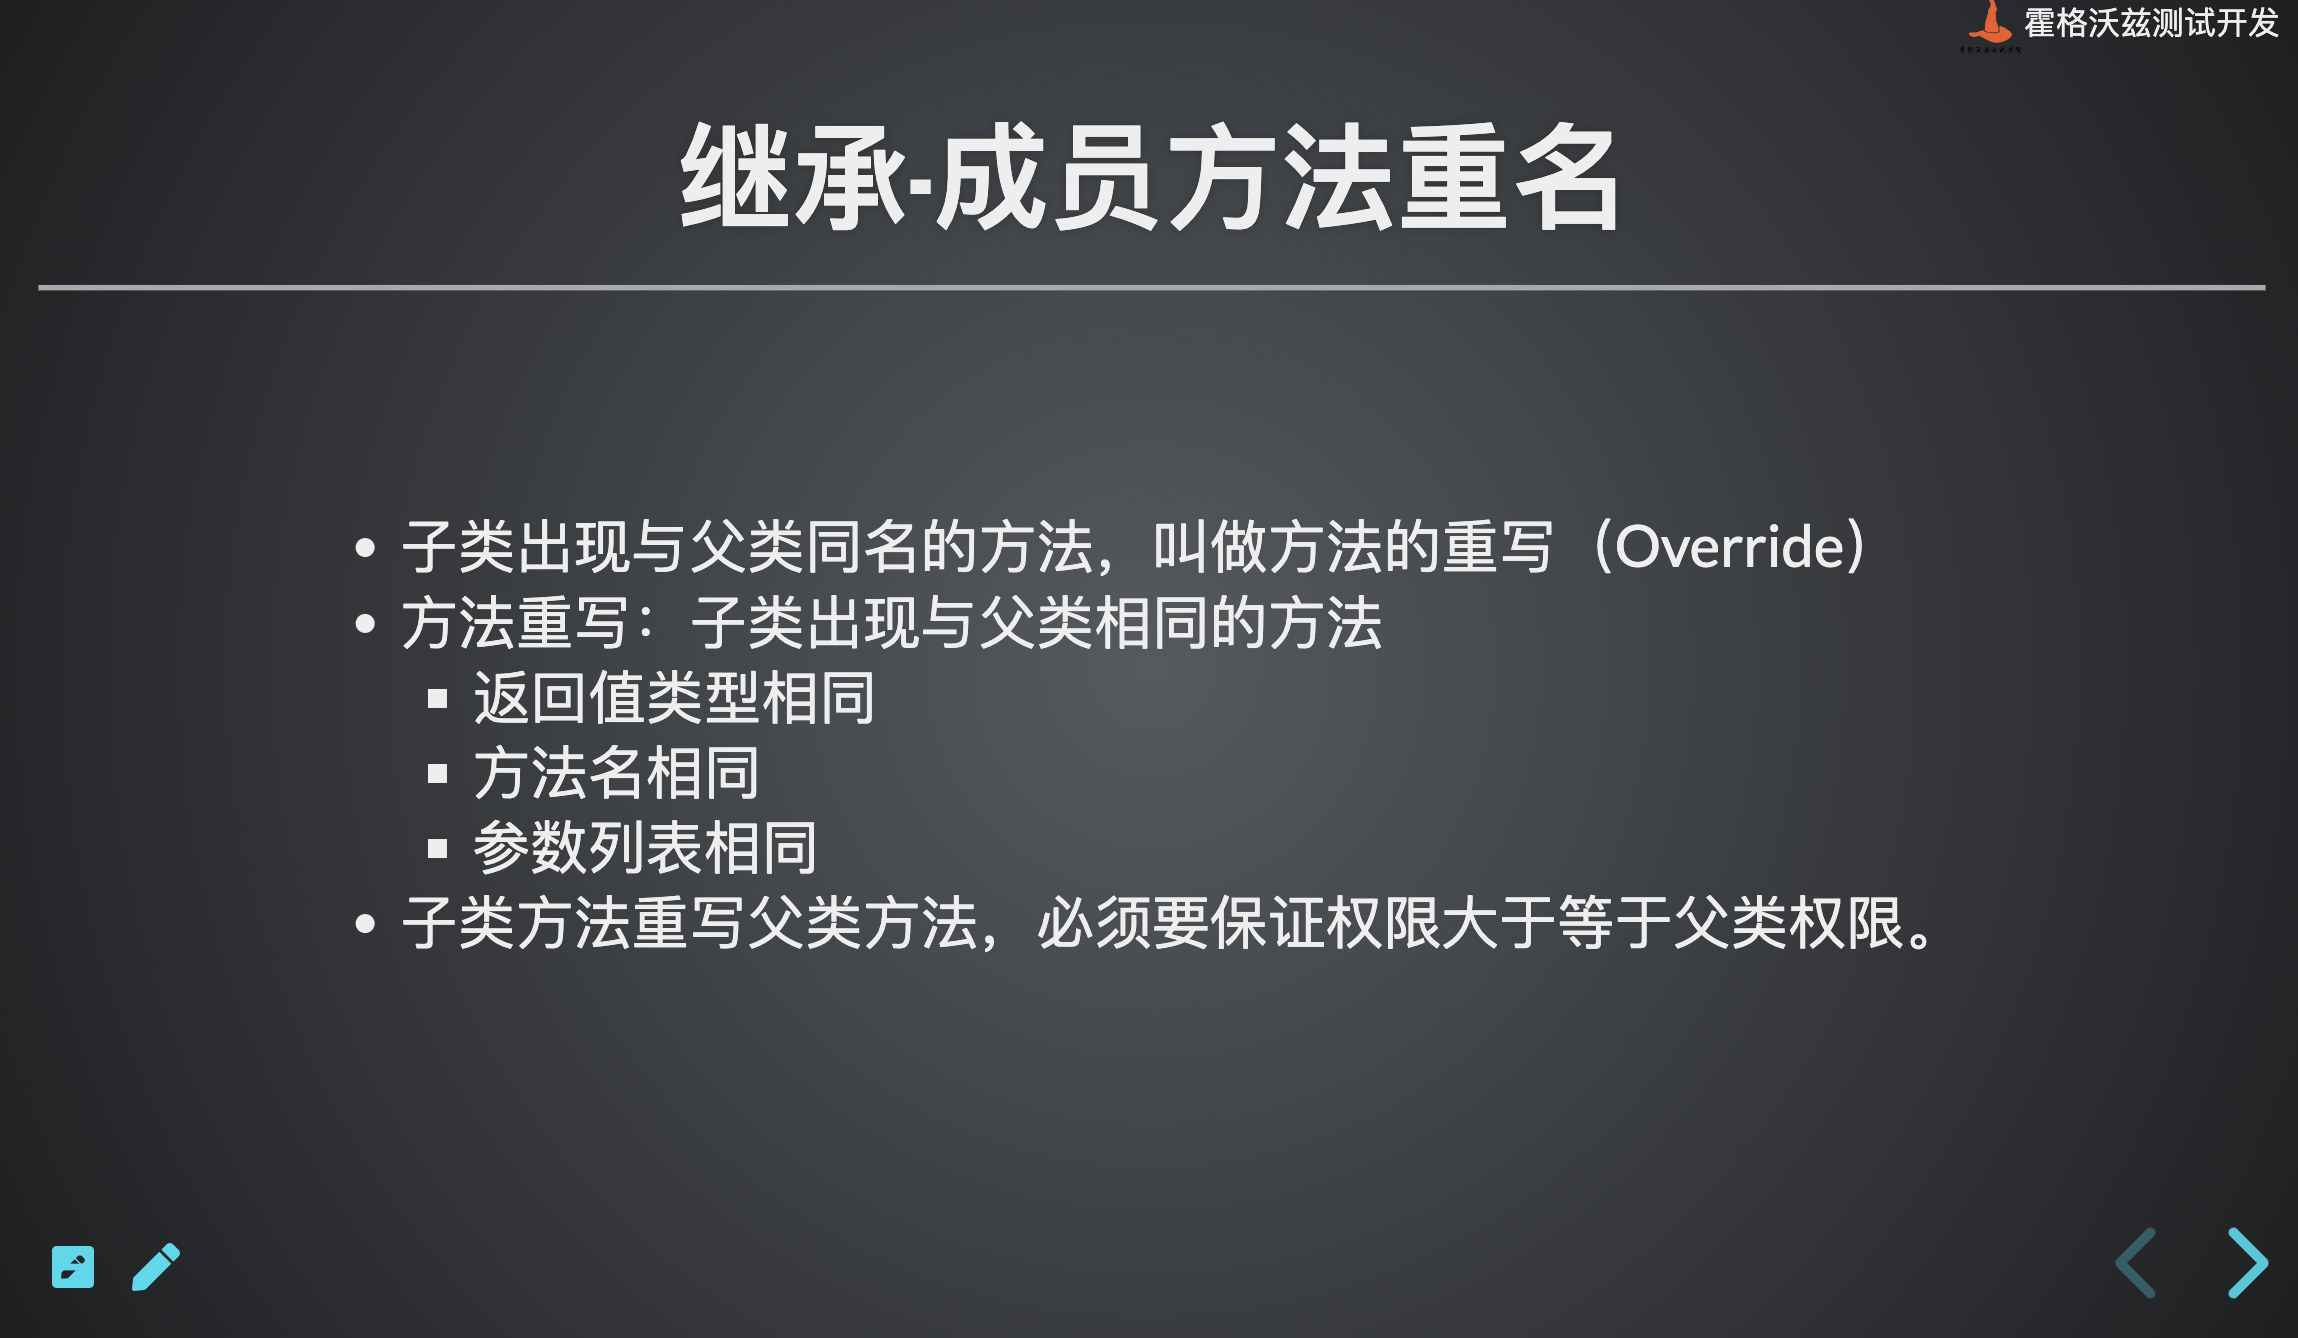 霍格沃兹测试开发
继承-成员方法重名
子类出现与父类同名的方法，叫做方法的重写（Override）
方法重写：子类出现与父类相同的方法
返回值类型相同
方法名相同
参数列表相同
子类方法重写父类方法，必须要保证权限大于等于父类权限。